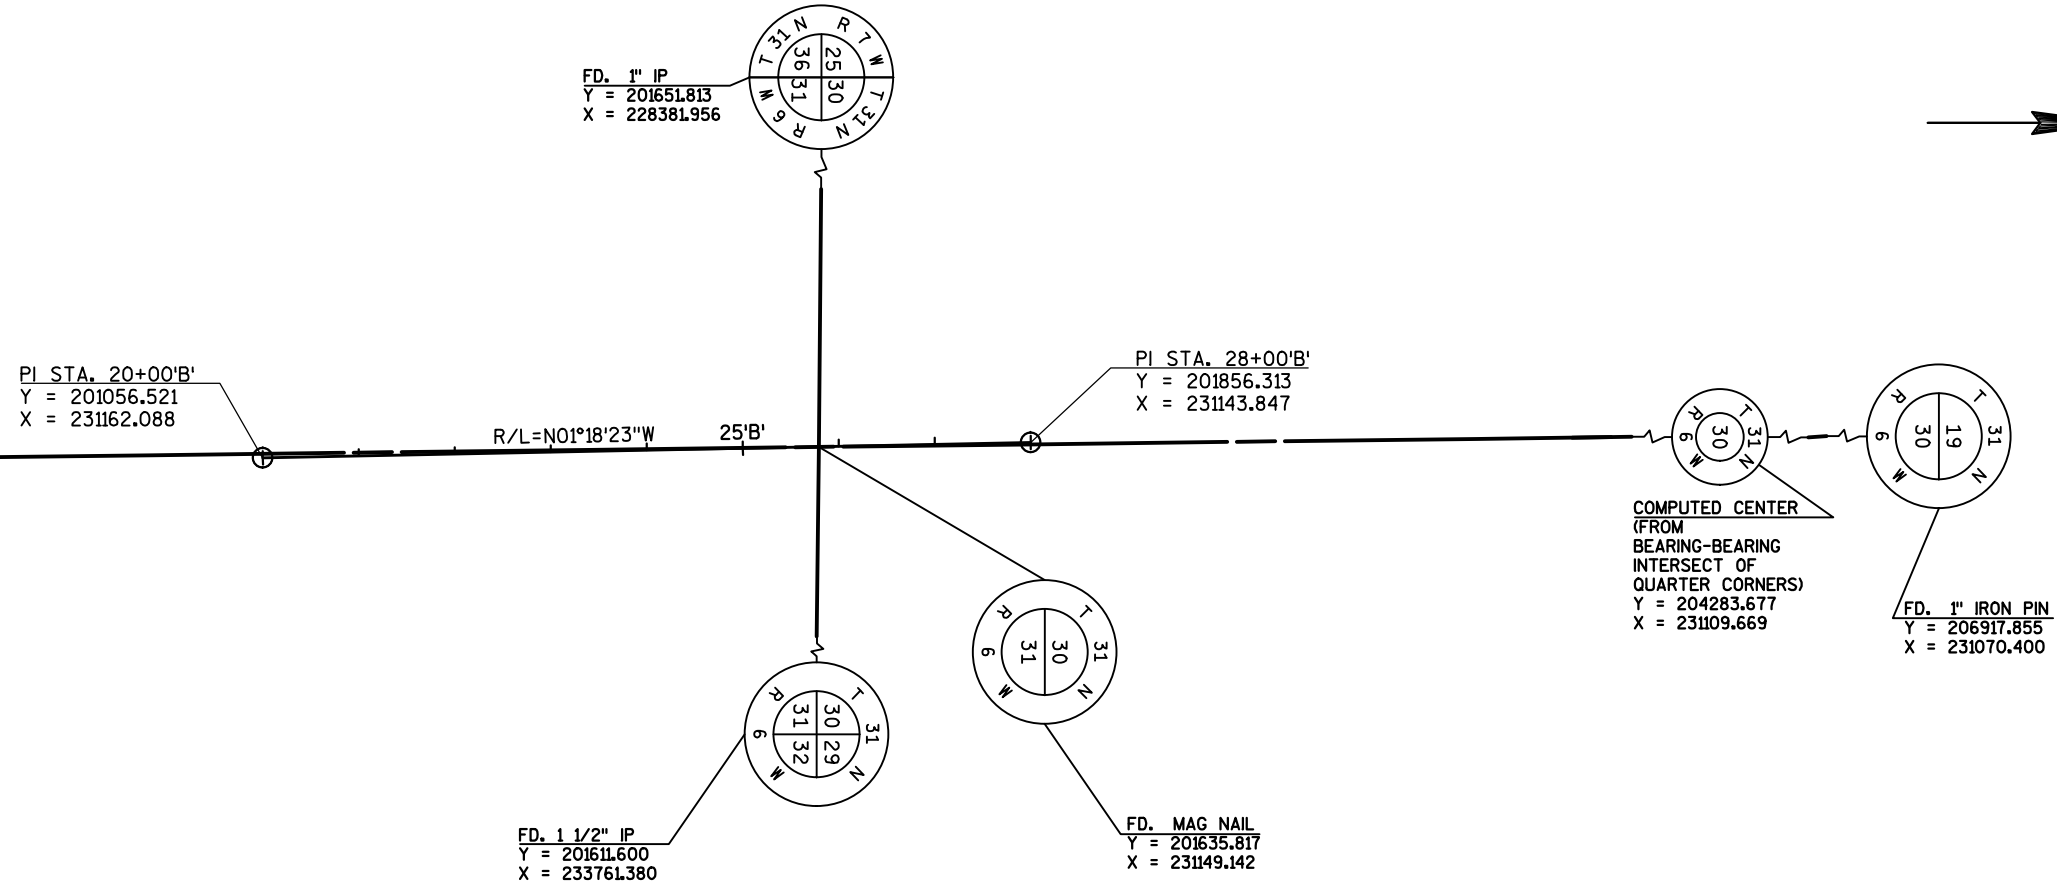 T 31 N R 7 W
36 25
31 30
R 6 W T 31 N
FD. 1" IP
Y = 201651.813
X = 228381.956
PI STA. 20+00'B'
Y = 201056.521
X = 231162.088
R/L=N01°18'23"W
25'B'
PI STA. 28+00'B'
Y = 201856.313
X = 231143.847
R T
6 30 31
W N
COMPUTED CENTER
(FROM
BEARING-BEARING
INTERSECT OF
QUARTER CORNERS)
Y = 204283.677
X = 231109.669
R T
6 30 19 31
W N
FD. 1" IRON PIN
Y = 206917.855
X = 231070.400
R T
6 31 30 31
W N
FD. MAG NAIL
Y = 201635.817
X = 231149.142
R T
31 30
6 31
32 29
W N
FD. 1 1/2" IP
Y = 201611.600
X = 233761.380